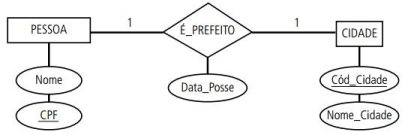 PESSOA 1 É_PREFEITO 1 CIDADE
Nome Data_Posse Cód_Cidade
CPF Nome_Cidade